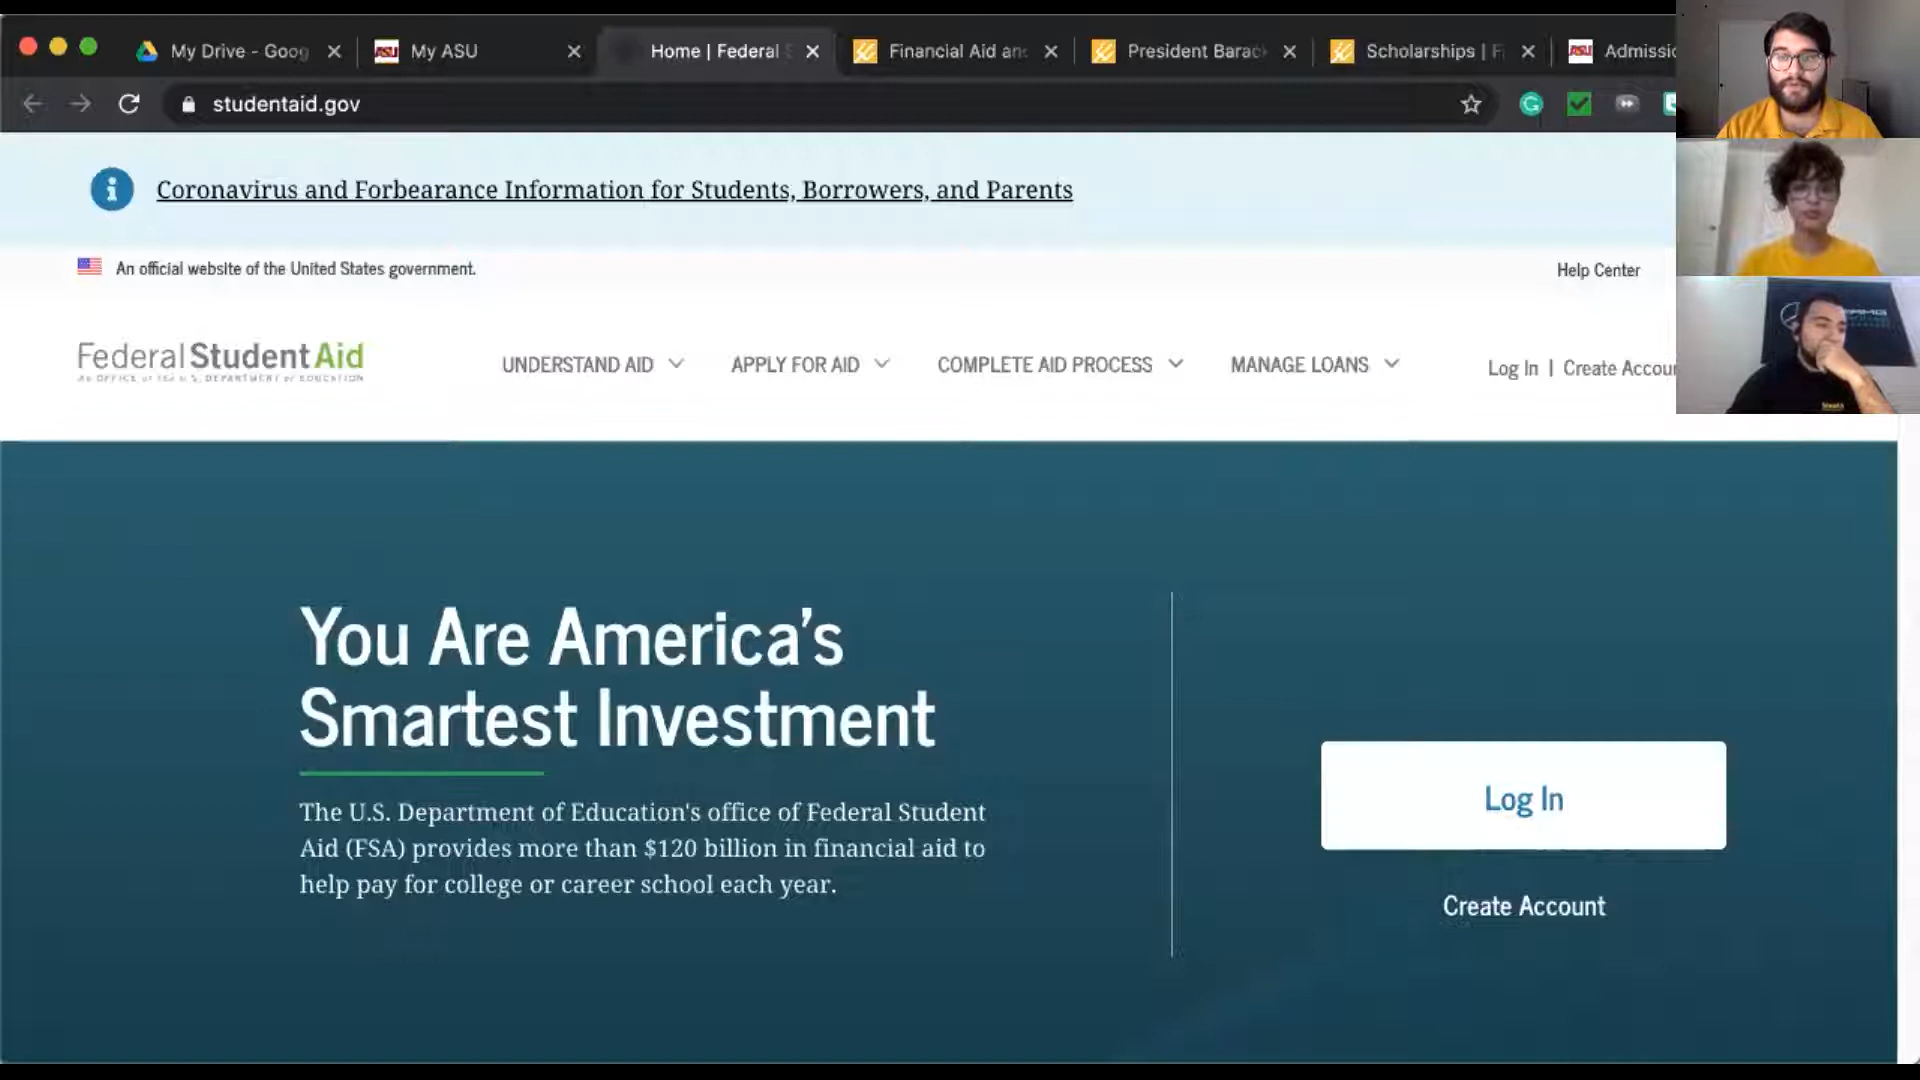 My Drive - Goog
My ASU
Home | Federal S
Financial Aid an
President Barack
Scholarships | Fi
Admissic
studentaid.gov
Coronavirus and Forbearance Information for Students, Borrowers, and Parents
An official website of the United States government.
Help Center
Federal Student Aid
An OFFICE of the U.S. DEPARTMENT of EDUCATION
UNDERSTAND AID
APPLY FOR AID
COMPLETE AID PROCESS
MANAGE LOANS
Log In | Create Accoun
You Are America’s
Smartest Investment
The U.S. Department of Education's office of Federal Student
Aid (FSA) provides more than $120 billion in financial aid to
help pay for college or career school each year.
Log In
Create Account